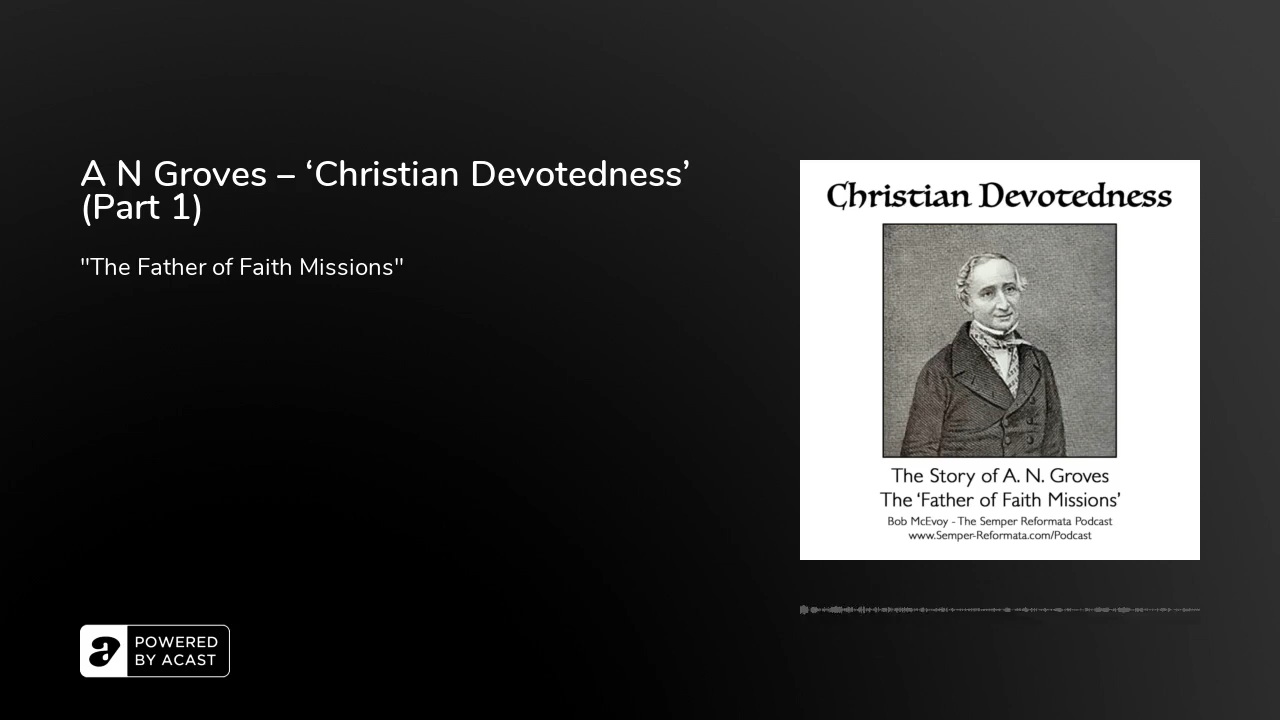 A N Groves – ‘Christian Devotedness’
(Part 1)
"The Father of Faith Missions"
Christian Devotedness
The Story of A. N. Groves
The ‘Father of Faith Missions’
Bob McEvoy - The Semper Reformata Podcast
www.Semper-Reformata.com/Podcast
POWERED
BY ACAST